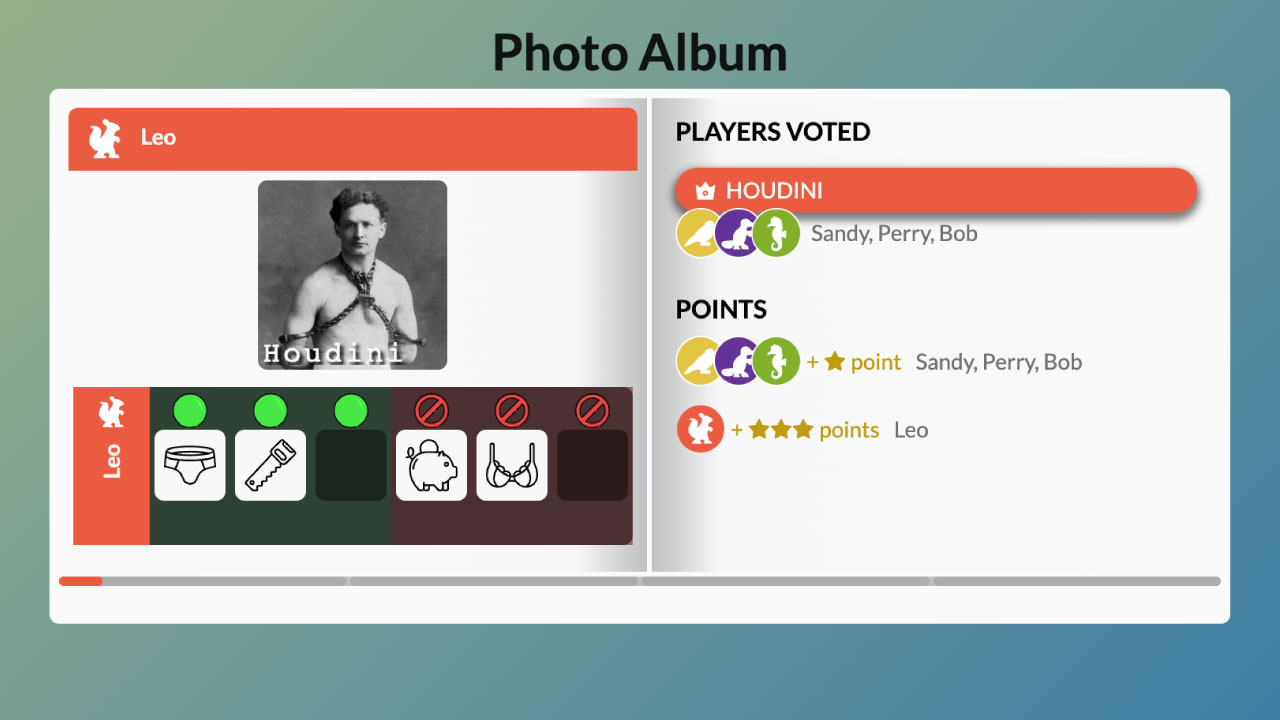 Photo Album
Leo
Houdini
Leo
PLAYERS VOTED
HOUDINI
Sandy, Perry, Bob
POINTS
+ point Sandy, Perry, Bob
+ points Leo